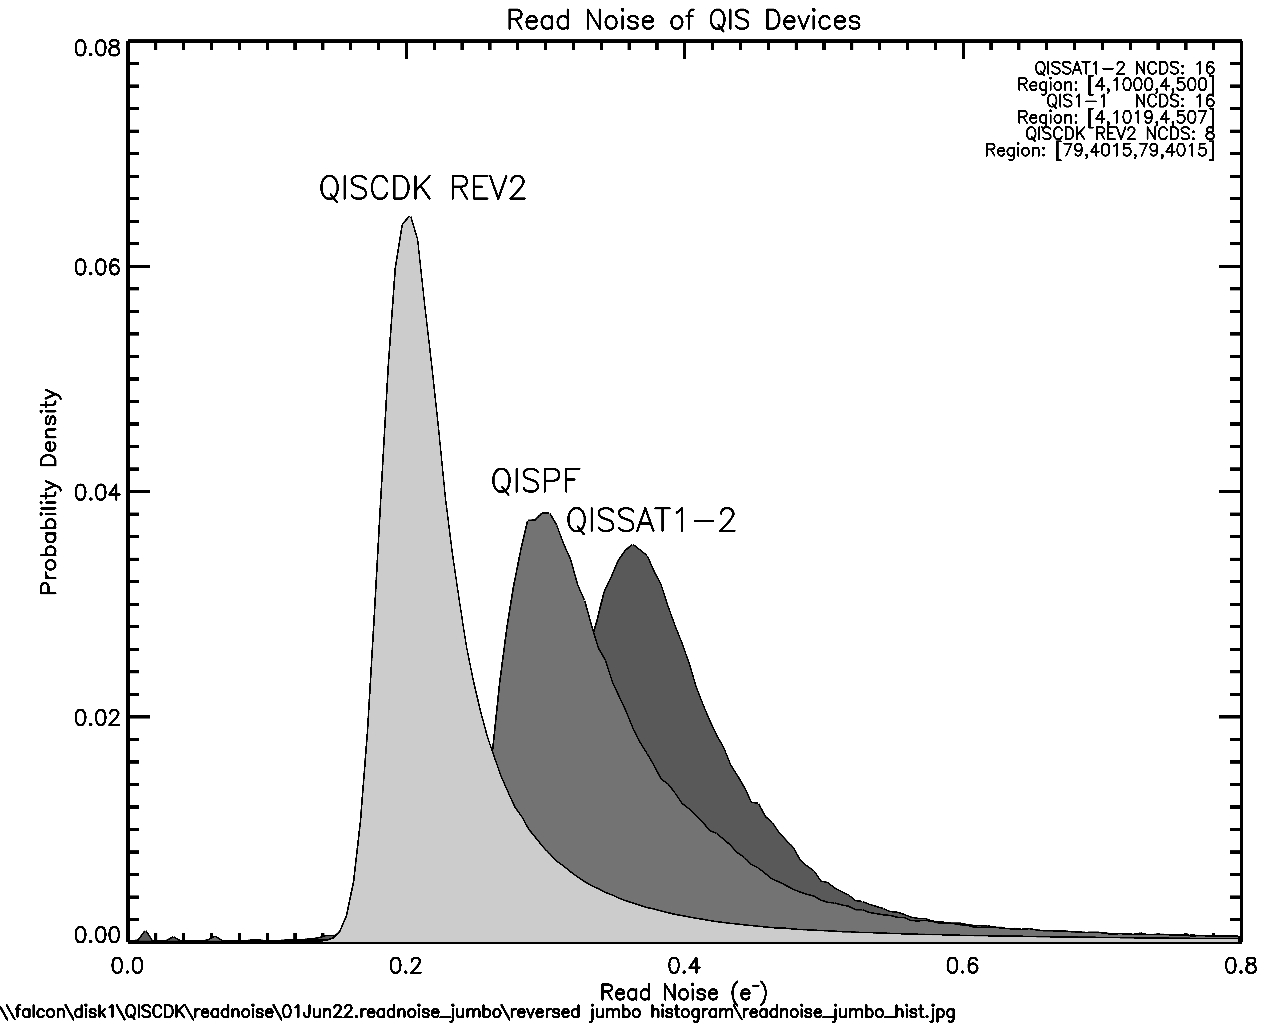 Read Noise of QIS Devices
QISSAT1-2 NCDS: 16
Region: [4,1000,4,500]
QIS1-1 NCDS: 16
Region: [4,1019,4,507]
QISCDK REV2 NCDS: 8
Region: [79,4015,79,4015]
QISCDK REV2
QISPF
QISSAT1-2
Probability Density
0.08
0.06
0.04
0.02
0.00
0.0 0.2 0.4 0.6 0.8
Read Noise (e⁻)
\\falcon\disk1\QISCDK\readnoise\01Jun22.readnoise_jumbo\reversed jumbo histogram\readnoise_jumbo_hist.jpg